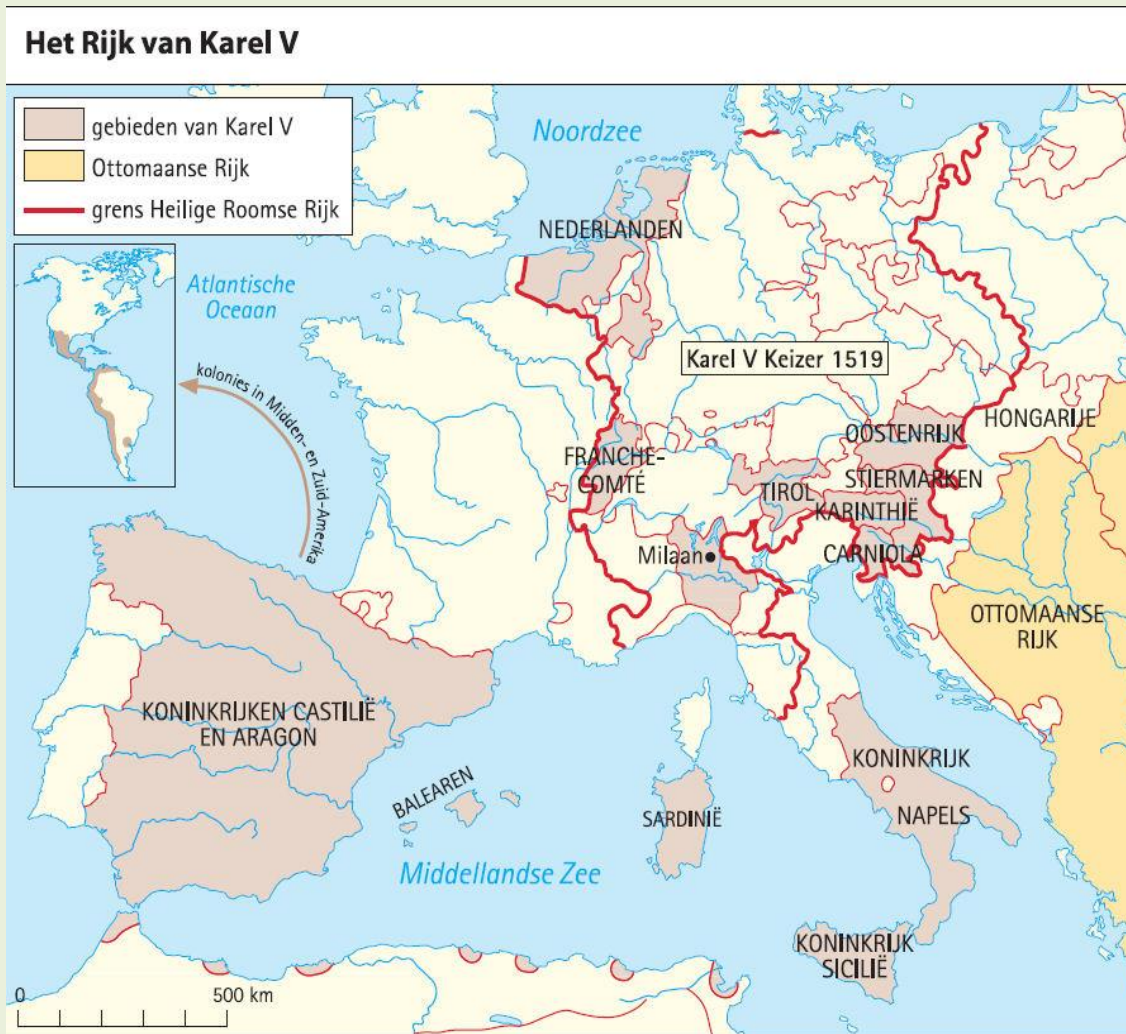 Het Rijk van Karel V
gebieden van Karel V
Ottomaanse Rijk
grens Heilige Roomse Rijk
Noordzee
NEDERLANDEN
Atlantische
Oceaan
Karel V Keizer 1519
kolonies in Midden- en Zuid-Amerika
HONGARIJE
OOSTENRIJK
FRANCHE-
COMTÉ
STIERMARKEN
TIROL
KARINTHIË
Milaan
CARNIOLA
OTTOMAANSE
RIJK
KONINKRIJKEN CASTILIË
EN ARAGON
KONINKRIJK
NAPELS
BALEAREN
SARDINIË
Middellandse Zee
KONINKRIJK
SICILIË
0 500 km